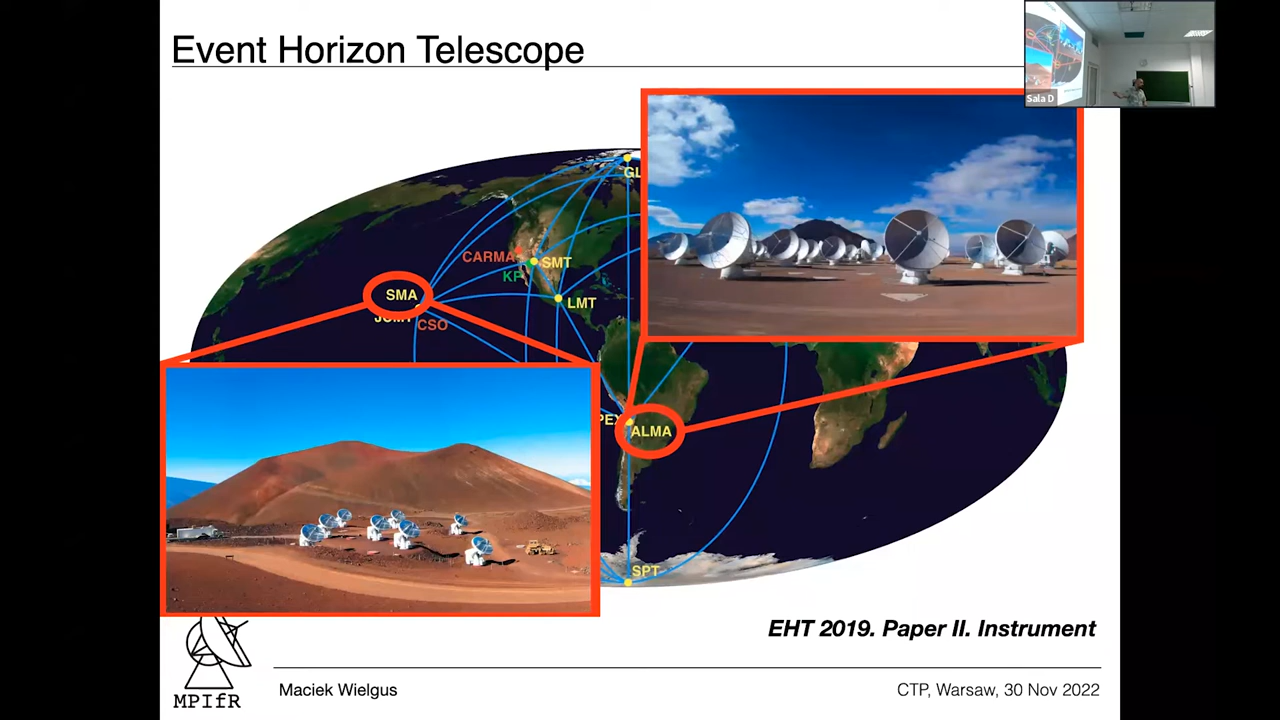 Event Horizon Telescope
Sala D
GL
CARMA
SMT
KP
SMA
LMT
JCMT
CSO
PEX
ALMA
SPT
EHT 2019. Paper II. Instrument
MPIfR
Maciek Wielgus
CTP, Warsaw, 30 Nov 2022